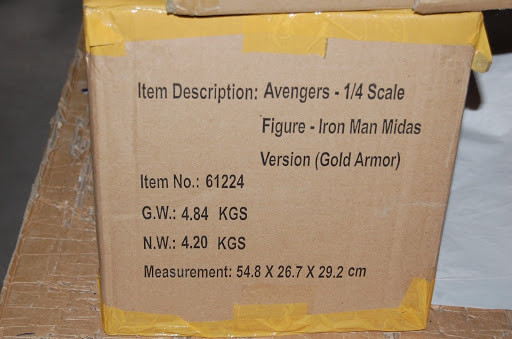 Item Description: Avengers - 1/4 Scale
Figure - Iron Man Midas
Version (Gold Armor)
Item No.: 61224
G.W.: 4.84 KGS
N.W.: 4.20 KGS
Measurement: 54.8 X 26.7 X 29.2 cm